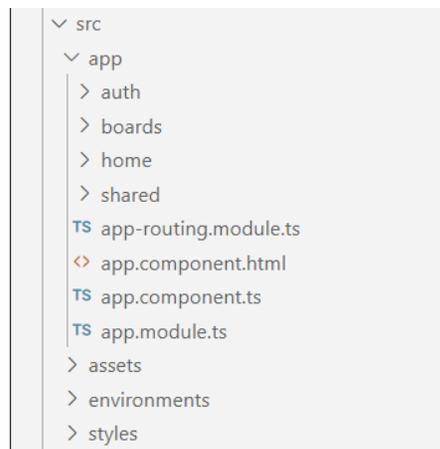 src
app
auth
boards
home
shared
TS app-routing.module.ts
<> app.component.html
TS app.component.ts
TS app.module.ts
assets
environments
styles